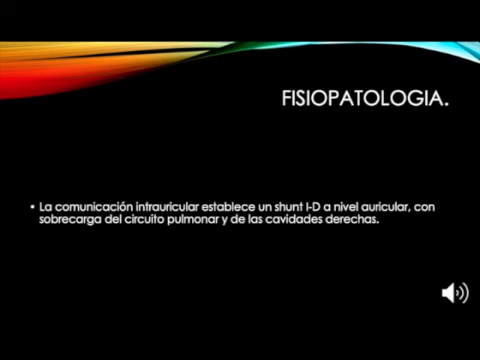 FISIOPATOLOGIA.
• La comunicación intrauricular establece un shunt I-D a nivel auricular, con
sobrecarga del circuito pulmonar y de las cavidades derechas.